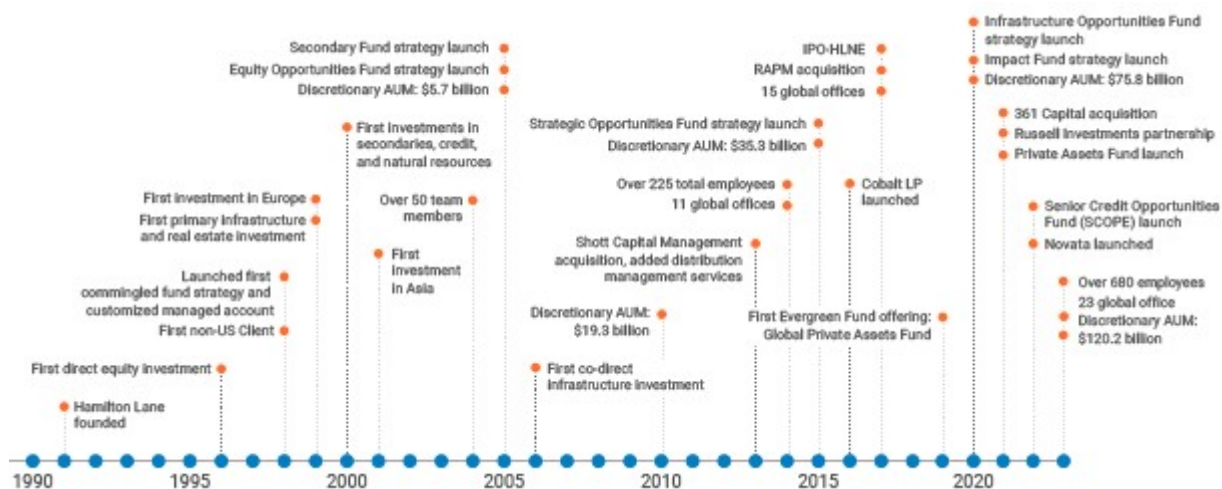 Infrastructure Opportunities Fund
strategy launch
Impact Fund strategy launch
Discretionary AUM: $75.8 billion
Secondary Fund strategy launch
Equity Opportunities Fund strategy launch
Discretionary AUM: $5.7 billion
IPO-HLNE
RAPM acquisition
15 global offices
361 Capital acquisition
Russell Investments partnership
Private Assets Fund launch
First investments in
secondaries, credit,
and natural resources
Strategic Opportunities Fund strategy launch
Discretionary AUM: $35.3 billion
First investment in Europe
First primary infrastructure
and real estate investment
Over 50 team
members
Over 225 total employees
11 global offices
Cobalt LP
launched
Senior Credit Opportunities
Fund (SCOPE) launch
Novata launched
First
investment
in Asia
Shott Capital Management
acquisition, added distribution
management services
Launched first
commingled fund strategy and
customized managed account
First non-US Client
Over 680 employees
23 global office
Discretionary AUM:
$120.2 billion
Discretionary AUM:
$19.3 billion
First Evergreen Fund offering:
Global Private Assets Fund
First direct equity investment
First co-direct
infrastructure investment
Hamilton Lane
founded
1990
1995
2000
2005
2010
2015
2020